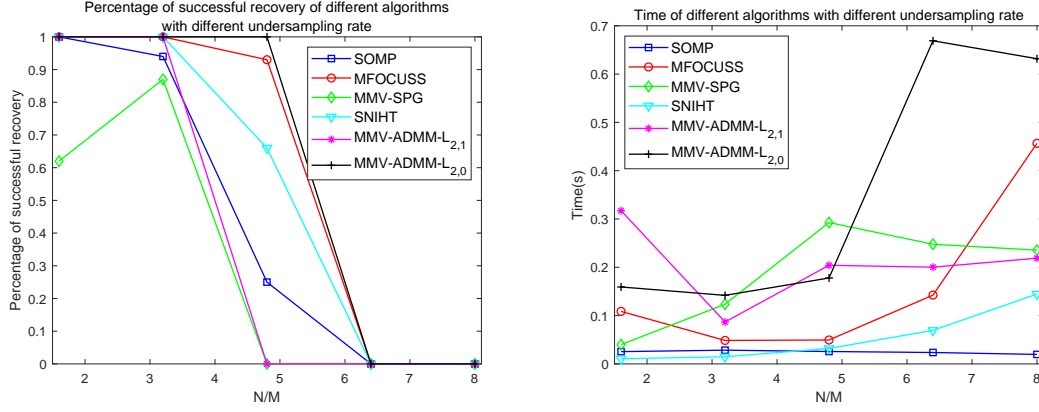 Percentage of successful recovery of different algorithms
with different undersampling rate
1
0.9
0.8
0.7
0.6
0.5
0.4
0.3
0.2
0.1
0
Percentage of successful recovery
2 3 4 5 6 7 8
N/M
SOMP
MFOCUSS
MMV-SPG
SNIHT
MMV-ADMM-L2,1
MMV-ADMM-L2,0
Time of different algorithms with different undersampling rate
0.7
0.6
0.5
0.4
0.3
0.2
0.1
0
Time(s)
2 3 4 5 6 7 8
N/M
SOMP
MFOCUSS
MMV-SPG
SNIHT
MMV-ADMM-L2,1
MMV-ADMM-L2,0